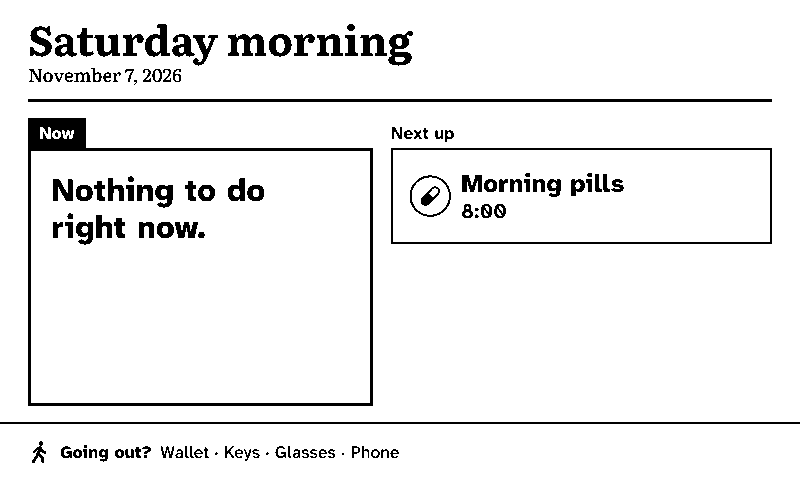 Saturday morning
November 7, 2026
Now
Nothing to do
right now.
Next up
Morning pills
8:00
Going out? Wallet · Keys · Glasses · Phone